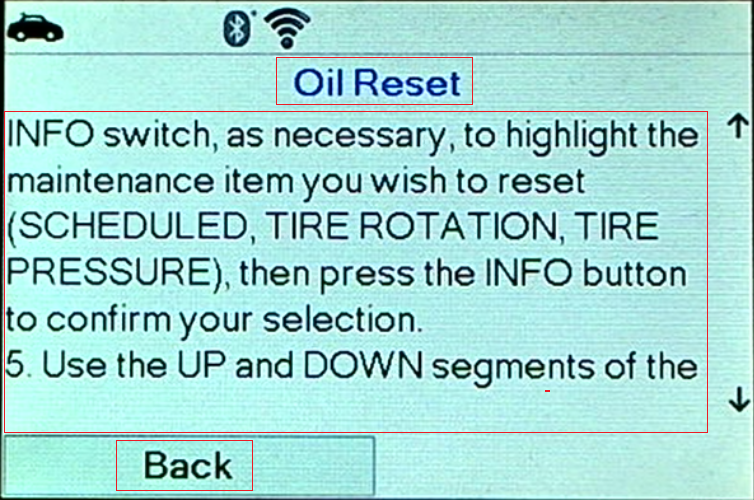 Oil Reset
INFO switch, as necessary, to highlight the
maintenance item you wish to reset
(SCHEDULED, TIRE ROTATION, TIRE
PRESSURE), then press the INFO button
to confirm your selection.
5. Use the UP and DOWN segments of the
Back